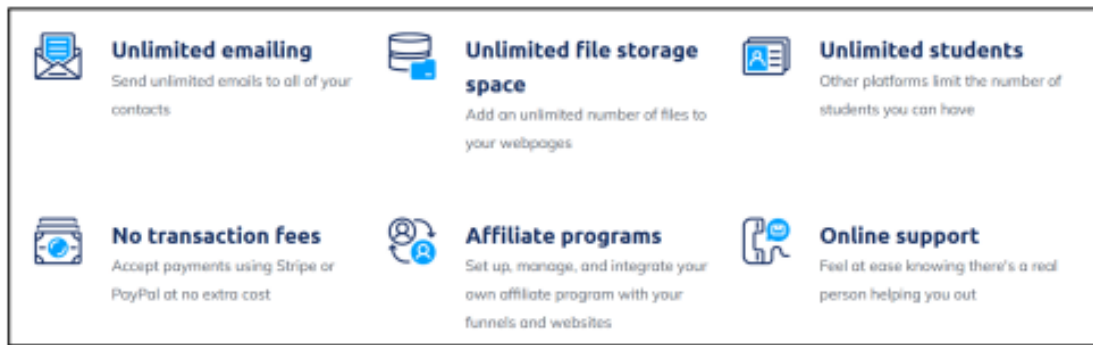 Unlimited emailing
Send unlimited emails to all of your
contacts
Unlimited file storage
space
Add an unlimited number of files to
your webpages
Unlimited students
Other platforms limit the number of
students you can have
No transaction fees
Accept payments using Stripe or
PayPal at no extra cost
Affiliate programs
Set up, manage, and integrate your
own affiliate program with your
funnels and websites
Online support
Feel at ease knowing there's a real
person helping you out